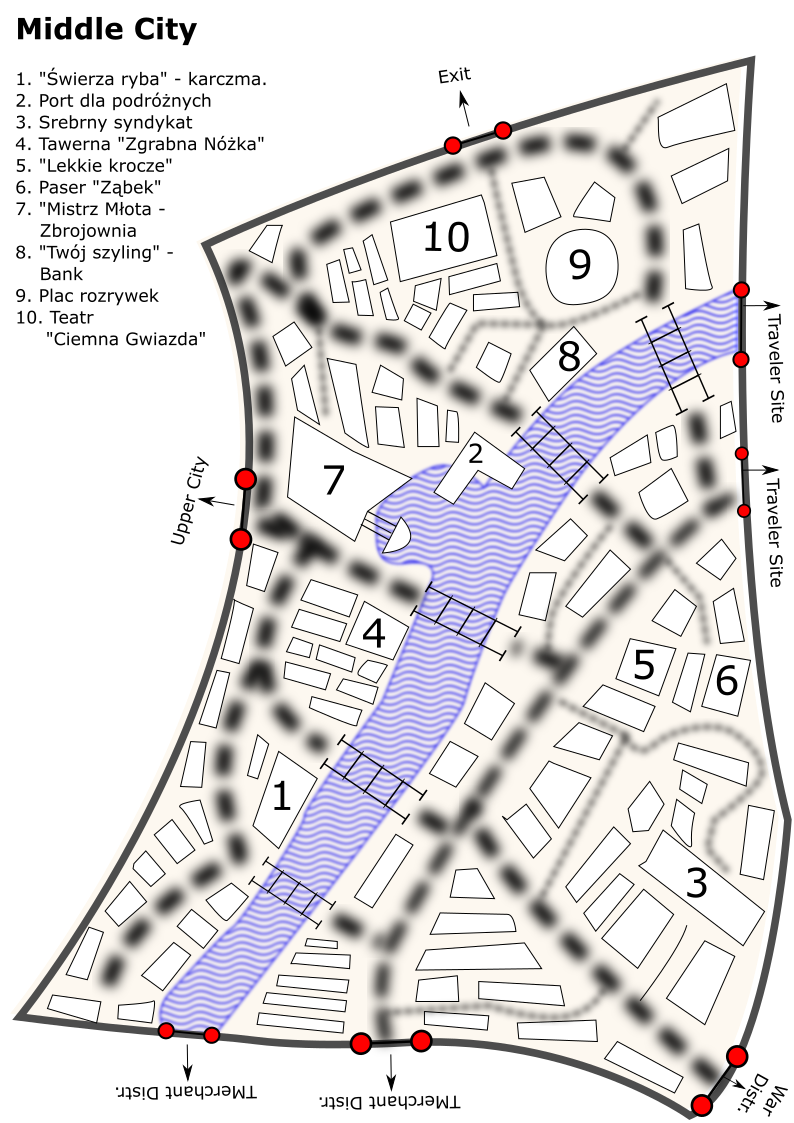 Middle City
1. "Świerza ryba" - karczma.
2. Port dla podróżnych
3. Srebrny syndykat
4. Tawerna "Zgrabna Nóżka"
5. "Lekkie krocze"
6. Paser "Ząbek"
7. "Mistrz Młota -
Zbrojownia
8. "Twój szyling" -
Bank
9. Plac rozrywek
10. Teatr
"Ciemna Gwiazda"
Exit
10
9
8
Traveler Site
2
7
Upper City
Traveler Site
4
5
6
1
3
TMerchant Distr.
TMerchant Distr.
War
Distr.